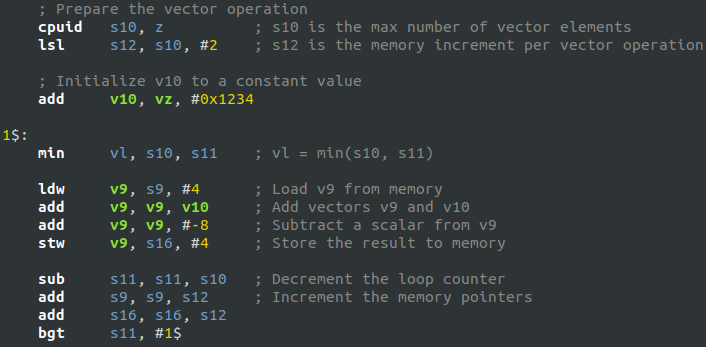 ; Prepare the vector operation
cpuid s10, z ; s10 is the max number of vector elements
lsl s12, s10, #2 ; s12 is the memory increment per vector operation
; Initialize v10 to a constant value
add v10, vz, #0x1234
1$:
min vl, s10, s11 ; vl = min(s10, s11)
ldw v9, s9, #4 ; Load v9 from memory
add v9, v9, v10 ; Add vectors v9 and v10
add v9, v9, #-8 ; Subtract a scalar from v9
stw v9, s16, #4 ; Store the result to memory
sub s11, s11, s10 ; Decrement the loop counter
add s9, s9, s12 ; Increment the memory pointers
add s16, s16, s12
bgt s11, #1$